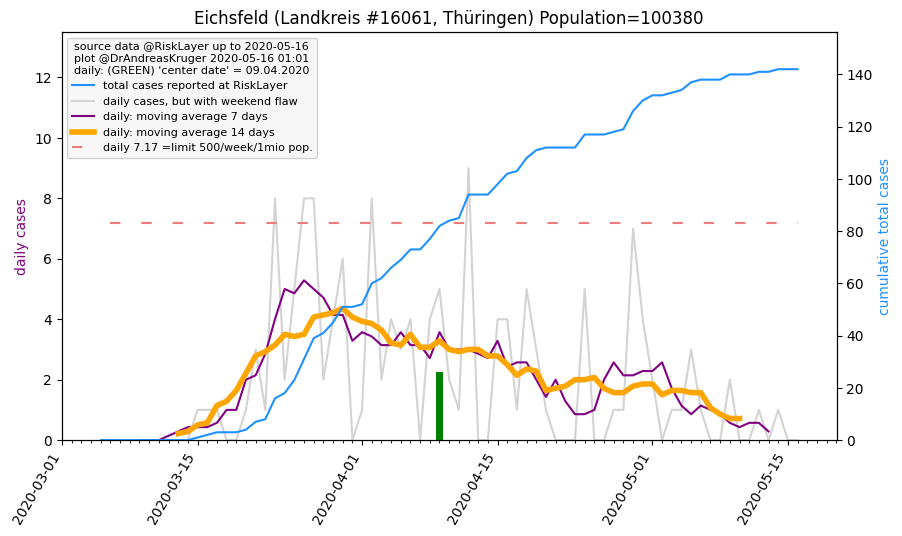 Eichsfeld (Landkreis #16061, Thüringen) Population=100380
source data @RiskLayer up to 2020-05-16
plot @DrAndreasKruger 2020-05-16 01:01
daily: (GREEN) 'center date' = 09.04.2020
total cases reported at RiskLayer
daily cases, but with weekend flaw
daily: moving average 7 days
daily: moving average 14 days
daily 7.17 =limit 500/week/1mio pop.
daily cases
0
2
4
6
8
10
12
cumulative total cases
0
20
40
60
80
100
120
140
2020-03-01
2020-03-15
2020-04-01
2020-04-15
2020-05-01
2020-05-15